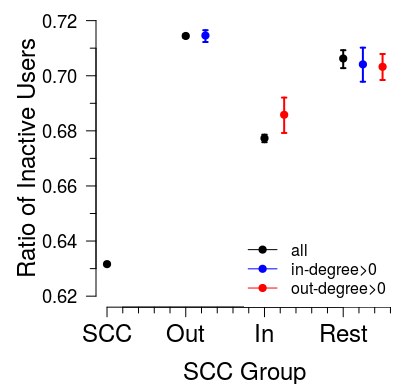 0.72
0.70
0.68
0.66
0.64
0.62
Ratio of Inactive Users
all
in-degree>0
out-degree>0
SCC Out In Rest
SCC Group